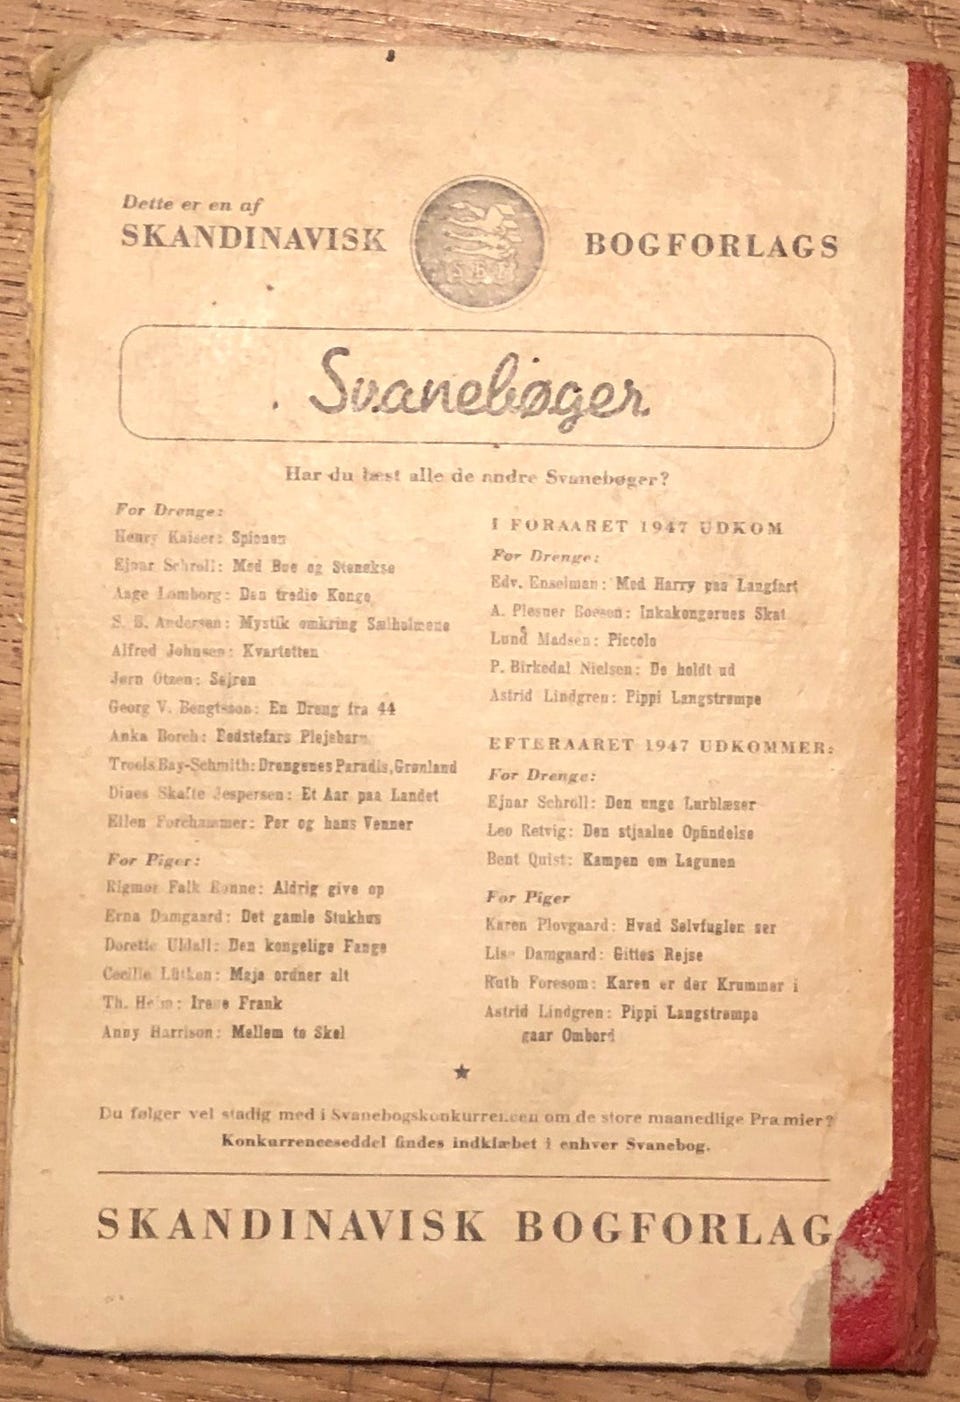 Dette er en af
SKANDINAVISK BOGFORLAGS
SBF
Svanebøger
Har du læst alle de andre Svanebøger?
For Drenge:
Henry Kaiser: Spionen
Ejnar Schroll: Med Bue og Stenøkse
Aage Lomborg: Den tredie Konge
S. B. Andersen: Mystik omkring Sælholmene
Alfred Johnsen: Kvartetten
Jørn Otzen: Sejren
Georg V. Bengtsson: En Dreng fra 44
Anka Borch: Bedstefars Plejebarn
Troels Bay-Schmith: Drengenes Paradis, Grønland
Dines Skafte Jespersen: Et Aar paa Landet
Ellen Forchhammer: Per og hans Venner
For Piger:
Rigmor Falk Rønne: Aldrig give op
Erna Damgaard: Det gamle Stukhus
Dorette Uldall: Den kongelige Fange
Cecilie Lütken: Maja ordner alt
Th. Heim: Irene Frank
Anny Harrison: Mellem to Skel
I FORAARET 1947 UDKOM
For Drenge:
Edv. Enselman: Med Harry paa Langfart
A. Plesner Boesen: Inkakongernes Skat
Lund Madsen: Piccolo
P. Birkedal Nielsen: De holdt ud
Astrid Lindgren: Pippi Langstrømpe
EFTERAARET 1947 UDKOMMER:
For Drenge:
Ejnar Schroll: Den unge Lurblæser
Leo Retvig: Den stjaalne Opfindelse
Bent Quist: Kampen om Lagunen
For Piger
Karen Plovgaard: Hvad Sølvfuglen ser
Lise Damgaard: Gittes Rejse
Ruth Foresom: Karen er der Krummer i
Astrid Lindgren: Pippi Langstrømpe
gaar Ombord
★
Du følger vel stadig med i Svanebogskonkurrencen om de store maanedlige Præmier?
Konkurrenceseddel findes indklæbet i enhver Svanebog.
SKANDINAVISK BOGFORLAG